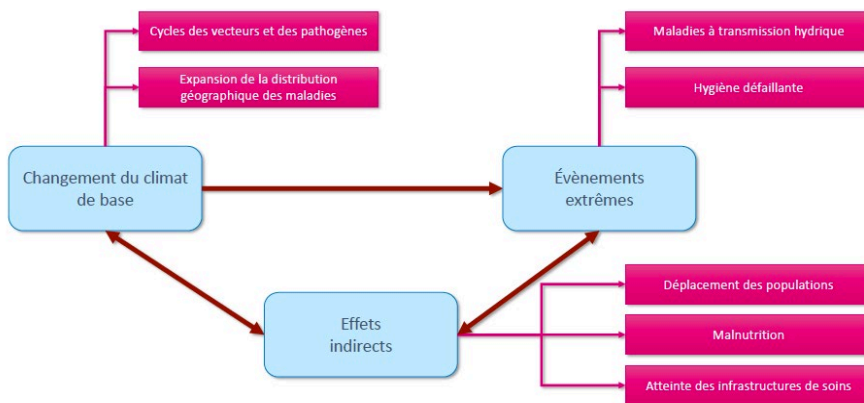 Cycles des vecteurs et des pathogènes
Expansion de la distribution
géographique des maladies
Maladies à transmission hydrique
Hygiène défaillante
Changement du climat
de base
Évènements
extrêmes
Effets
indirects
Déplacement des populations
Malnutrition
Atteinte des infrastructures de soins